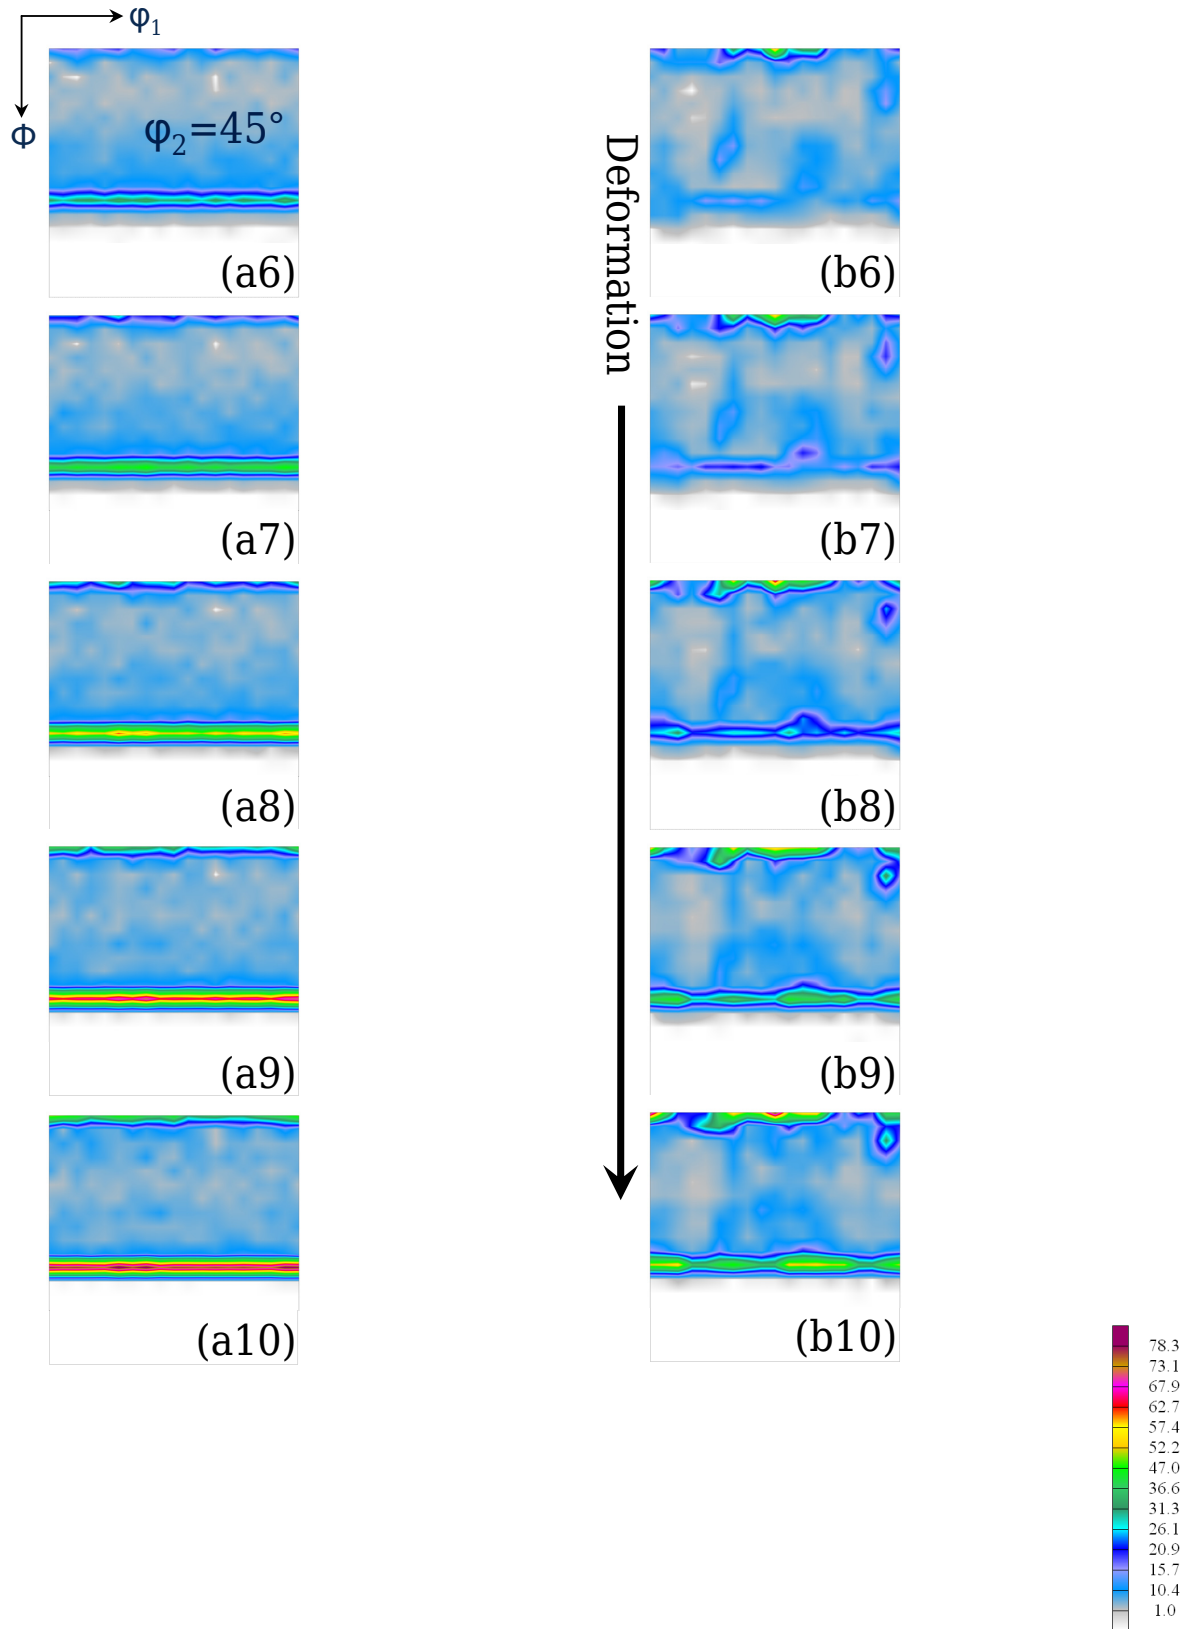 φ1
Φ
φ2=45°
Deformation
(a6)
(b6)
(a7)
(b7)
(a8)
(b8)
(a9)
(b9)
(a10)
(b10)
78.3
73.1
67.9
62.7
57.4
52.2
47.0
36.6
31.3
26.1
20.9
15.7
10.4
1.0